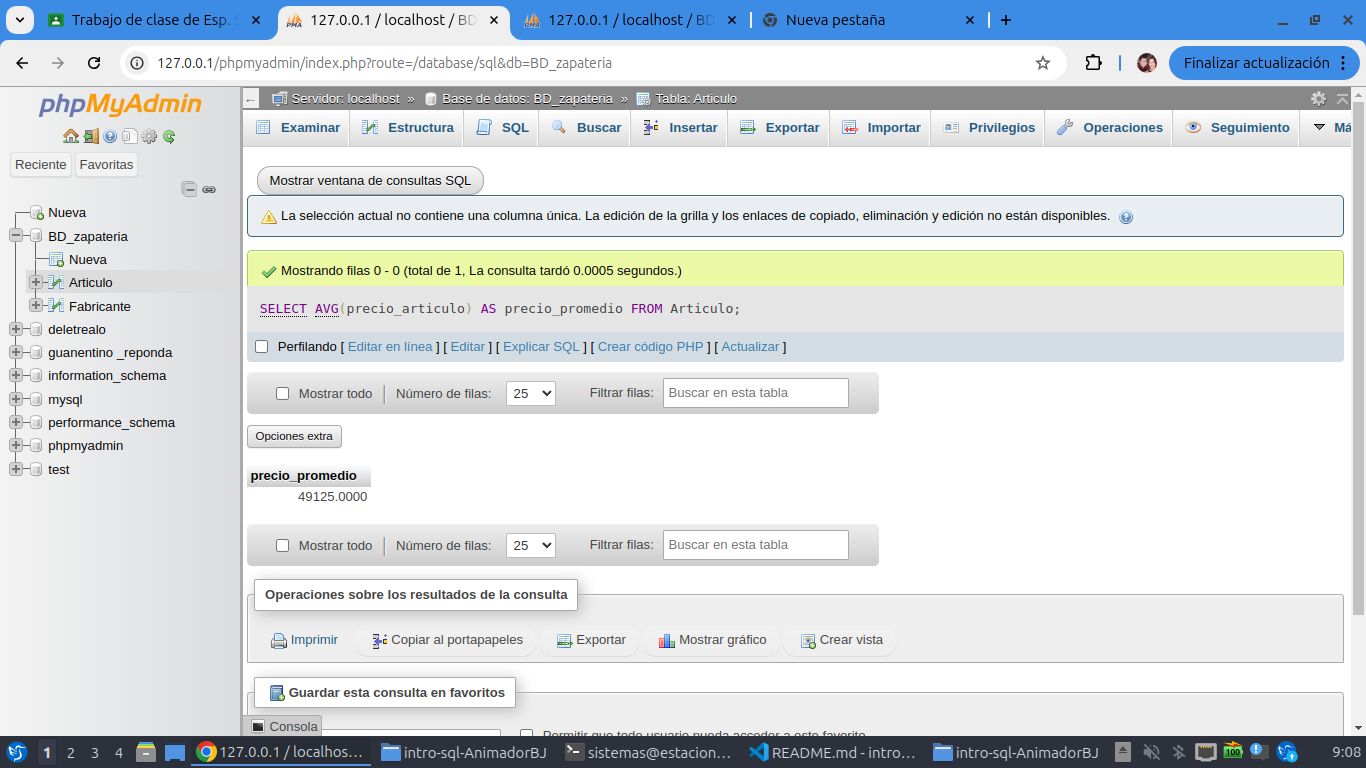 Trabajo de clase de Esp.
127.0.0.1 / localhost / BD
127.0.0.1 / localhost / BD
Nueva pestaña
127.0.0.1/phpmyadmin/index.php?route=/database/sql&db=BD_zapateria
Finalizar actualización
phpMyAdmin
Reciente
Favoritas
Nueva
BD_zapateria
Nueva
Articulo
Fabricante
deletrealo
guanentino _reponda
information_schema
mysql
performance_schema
phpmyadmin
test
Servidor: localhost » Base de datos: BD_zapateria » Tabla: Articulo
Examinar Estructura SQL Buscar Insertar Exportar Importar Privilegios Operaciones Seguimiento Má
Mostrar ventana de consultas SQL
La selección actual no contiene una columna única. La edición de la grilla y los enlaces de copiado, eliminación y edición no están disponibles.
Mostrando filas 0 - 0 (total de 1, La consulta tardó 0.0005 segundos.)
SELECT AVG(precio_articulo) AS precio_promedio FROM Articulo;
Perfilando [ Editar en línea ] [ Editar ] [ Explicar SQL ] [ Crear código PHP ] [ Actualizar ]
Mostrar todo | Número de filas: 25 Filtrar filas: Buscar en esta tabla
Opciones extra
precio_promedio
49125.0000
Mostrar todo | Número de filas: 25 Filtrar filas: Buscar en esta tabla
Operaciones sobre los resultados de la consulta
Imprimir Copiar al portapapeles Exportar Mostrar gráfico Crear vista
Guardar esta consulta en favoritos
Consola
Permitir que todo usuario pueda acceder a este favorito
1 2 3 4 127.0.0.1 / localhos... intro-sql-AnimadorBJ sistemas@estacion... README.md - intro... intro-sql-AnimadorBJ 100 9:08